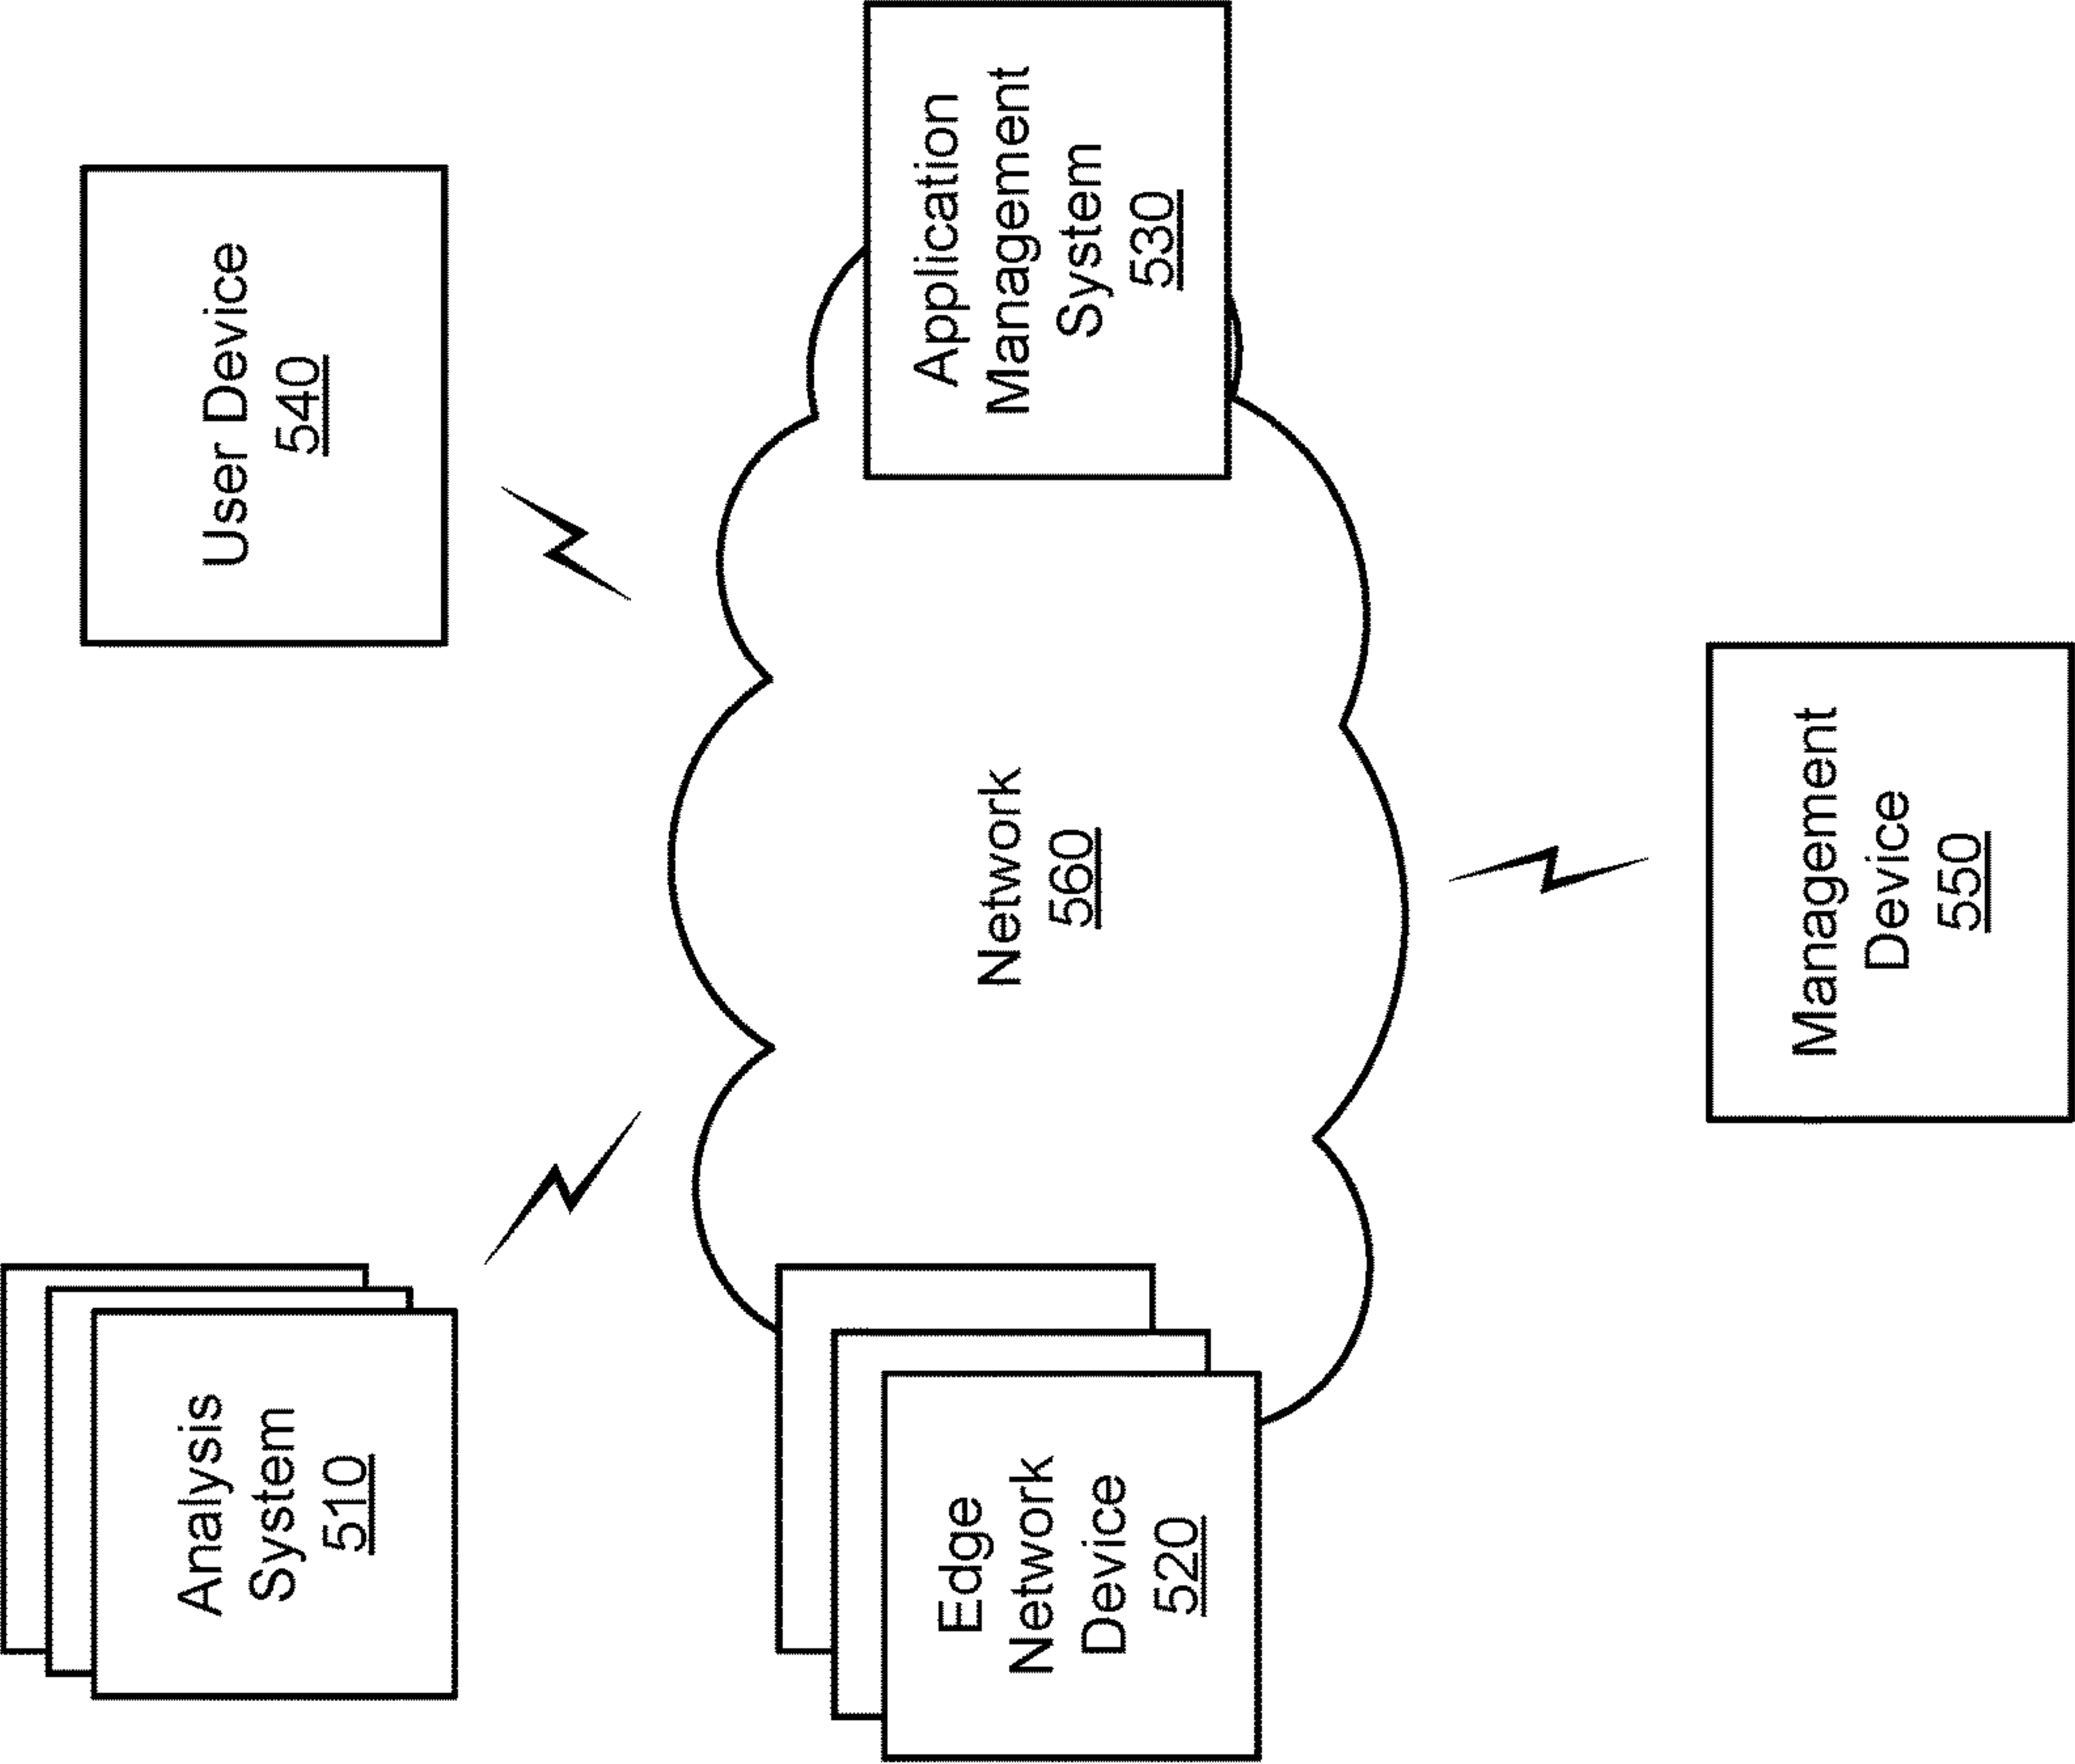 Analysis
System
510
User Device
540
Edge
Network
Device
520
Network
560
Application
Management
System
530
Management
Device
550